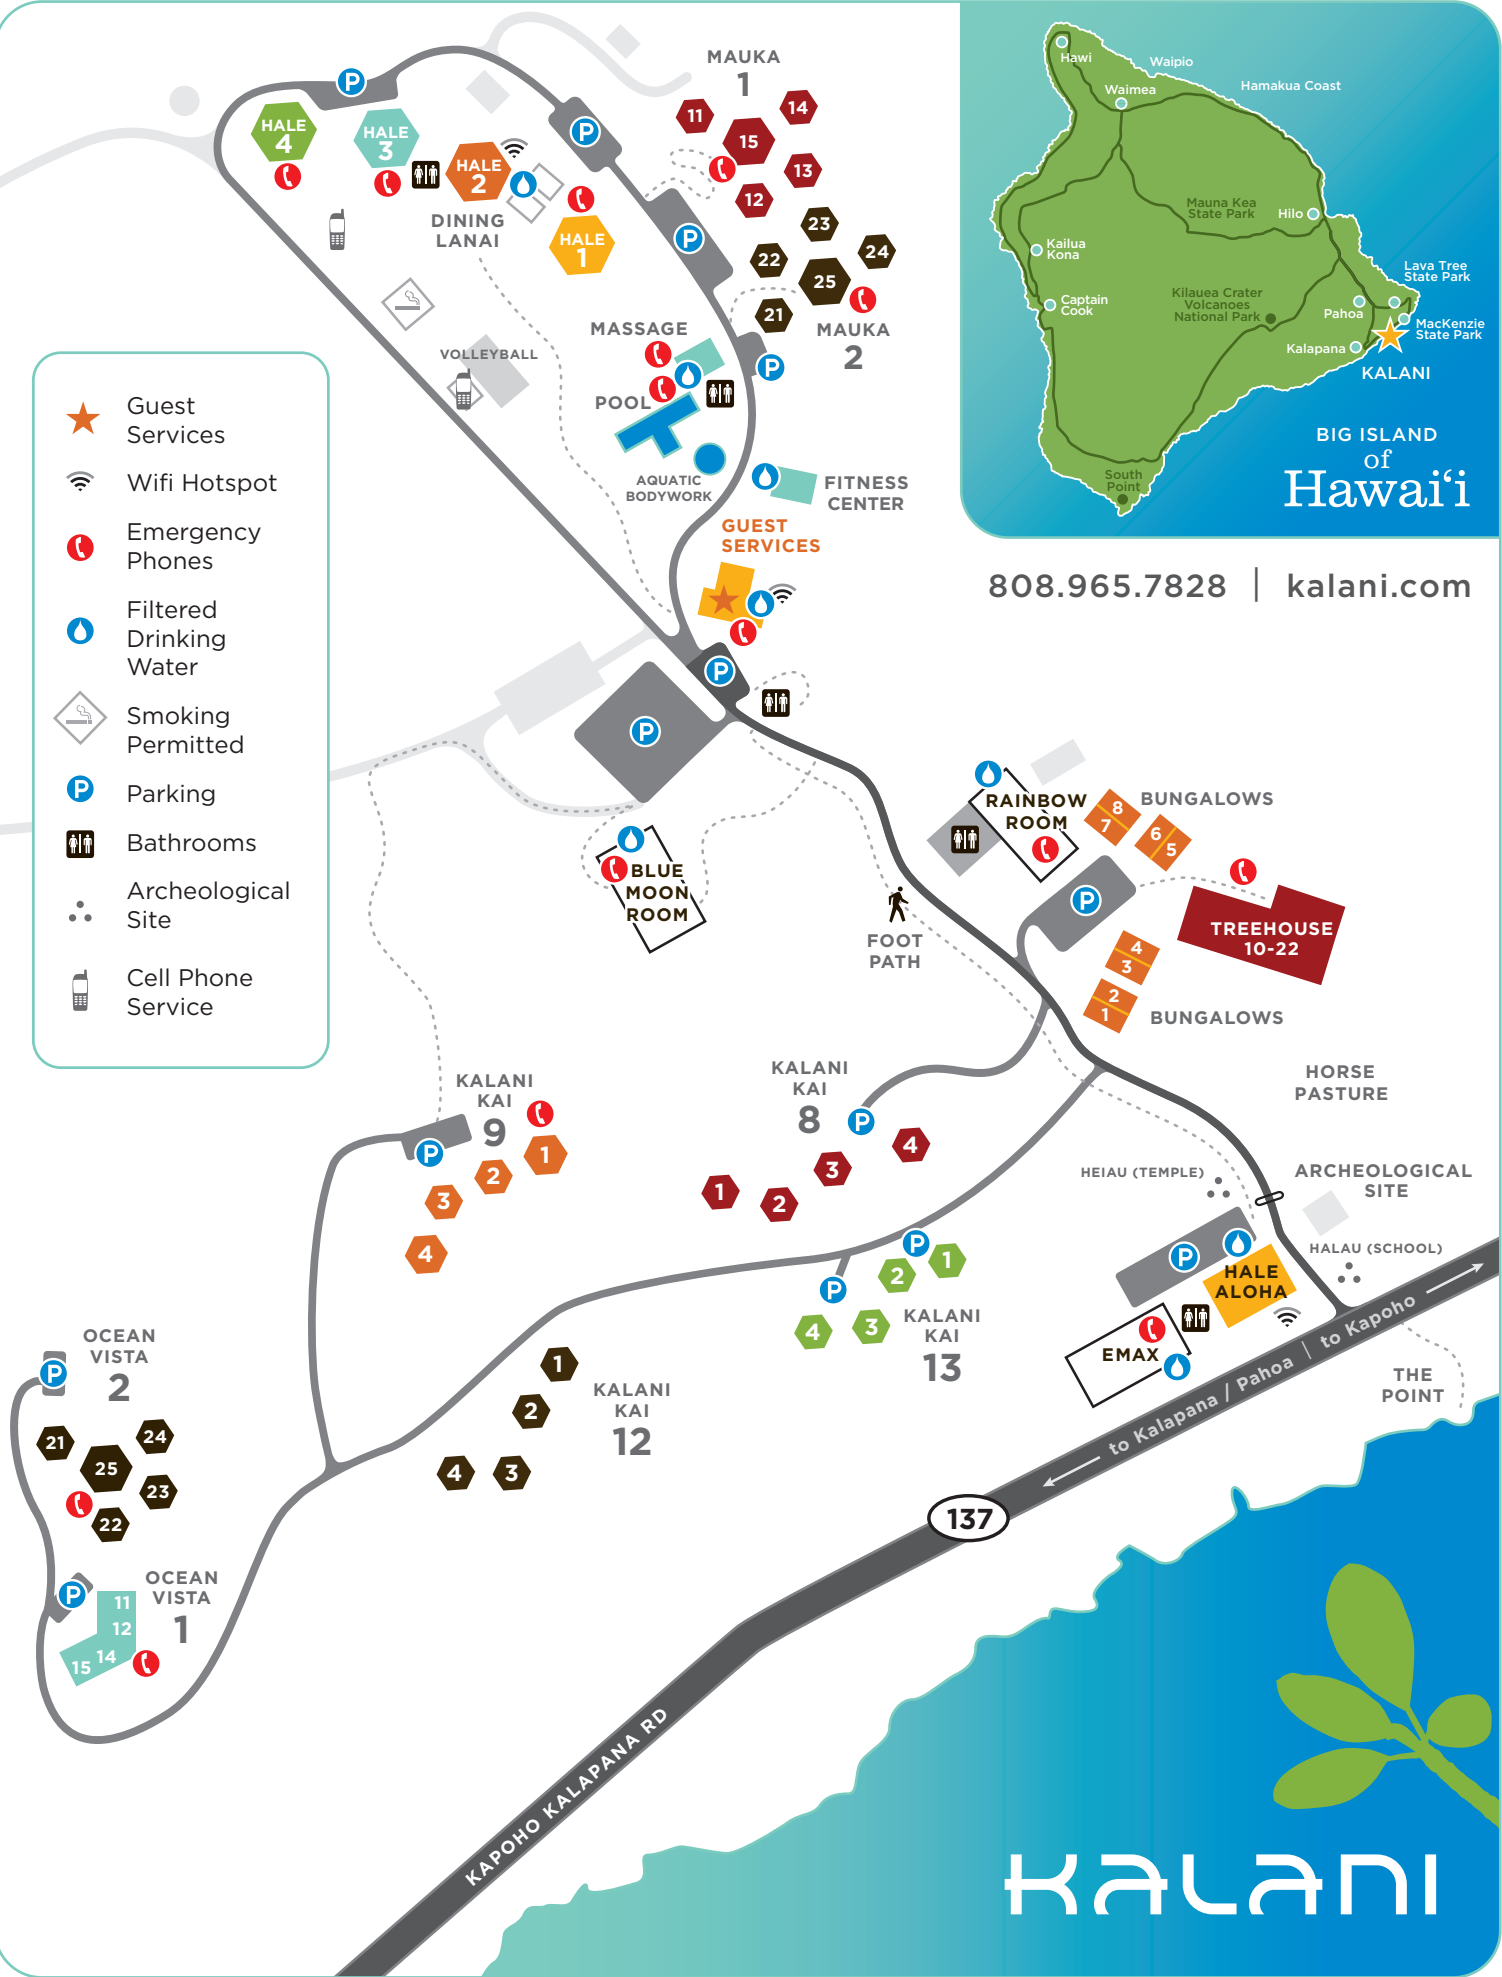 MAUKA
1
11
14
15
13
12
23
22
24
25
21
MAUKA
2
P
P
P
P
HALE
4
HALE
3
HALE
2
HALE
1
DINING
LANAI
VOLLEYBALL
MASSAGE
POOL
AQUATIC
BODYWORK
FITNESS
CENTER
GUEST
SERVICES
P
P
Hawi
Waipio
Waimea
Hamakua Coast
Mauna Kea
State Park
Hilo
Kailua
Kona
Captain
Cook
Kilauea Crater
Volcanoes
National Park
Lava Tree
State Park
Pahoa
MacKenzie
State Park
Kalapana
KALANI
South
Point
BIG ISLAND
of
Hawai‘i
808.965.7828 | kalani.com
Guest
Services
Wifi Hotspot
Emergency
Phones
Filtered
Drinking
Water
Smoking
Permitted
P
Parking
Bathrooms
Archeological
Site
Cell Phone
Service
BLUE
MOON
ROOM
RAINBOW
ROOM
8
7
6
5
BUNGALOWS
P
TREEHOUSE
10-22
4
3
2
1
BUNGALOWS
FOOT
PATH
HORSE
PASTURE
KALANI
KAI
9
P
1
2
3
4
KALANI
KAI
8
P
4
3
1
2
HEIAU (TEMPLE)
ARCHEOLOGICAL
SITE
HALAU (SCHOOL)
P
HALE
ALOHA
EMAX
P
P
1
2
3
4
KALANI
KAI
13
1
2
3
4
KALANI
KAI
12
OCEAN
VISTA
2
P
21
24
25
23
22
OCEAN
VISTA
1
P
11
12
14
15
THE
POINT
to Kalapana / Pahoa | to Kapoho
137
KAPOHO KALAPANA RD
KALANI